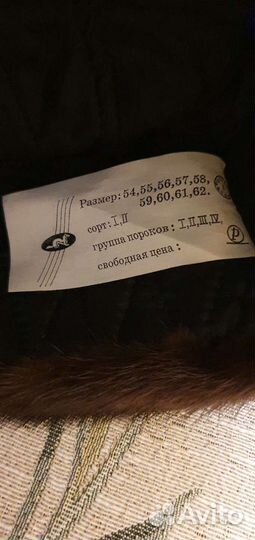 Размер: 54,55,56,57,58,
59,60,61,62.
сорт: I, II
группа пороков: I, II, III, IV,
свободная цена :
P
Avito